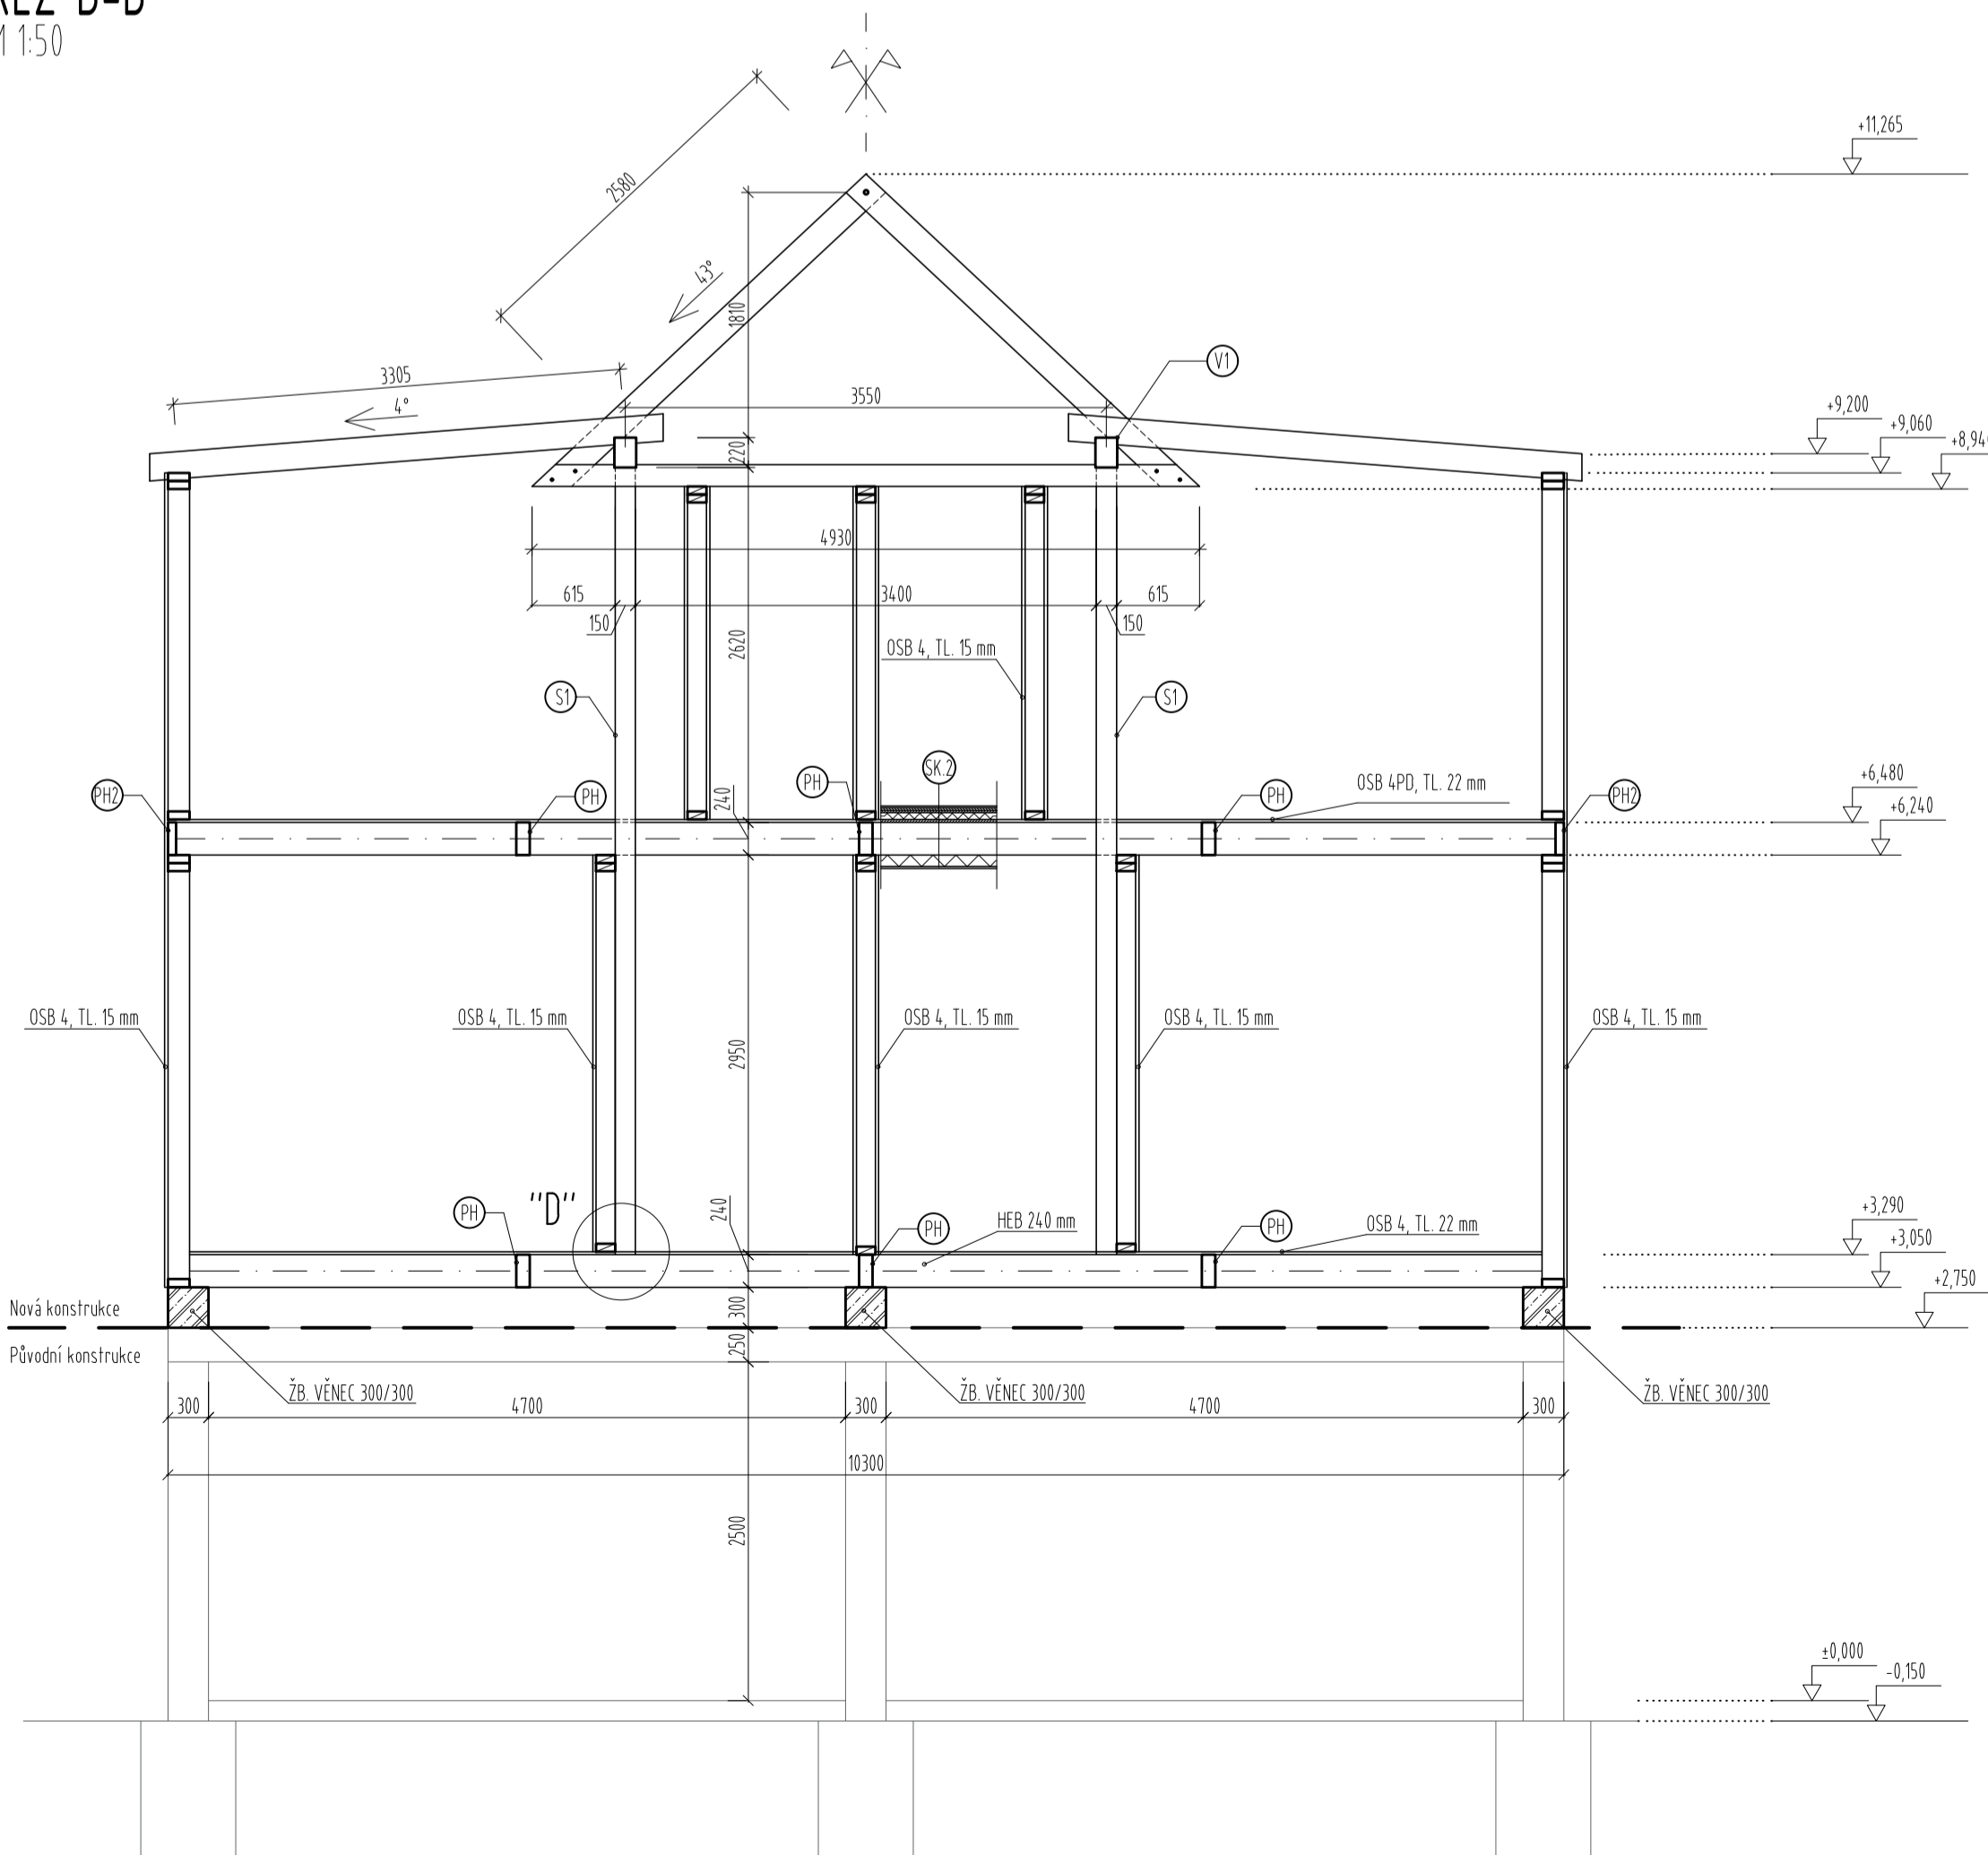 ŘEZ B-B
M 1:50
+11,265
2580
43°
1810
3305
4°
3550
V1
220
+9,200
+9,060
4930
615
3400
615
150
150
2620
OSB 4, TL. 15 mm
S1
S1
PH2
PH
PH
SK.2
PH
OSB 4PD, TL. 22 mm
PH2
240
+6,480
+6,240
OSB 4, TL. 15 mm
OSB 4, TL. 15 mm
OSB 4, TL. 15 mm
OSB 4, TL. 15 mm
OSB 4, TL. 15 mm
2950
PH
"D"
240
PH
HEB 240 mm
PH
OSB 4, TL. 22 mm
+3,290
+3,050
+2,750
Nová konstrukce
300
Původní konstrukce
250
ŽB. VĚNEC 300/300
ŽB. VĚNEC 300/300
ŽB. VĚNEC 300/300
300
4700
300
4700
300
10300
2500
±0,000
-0,150